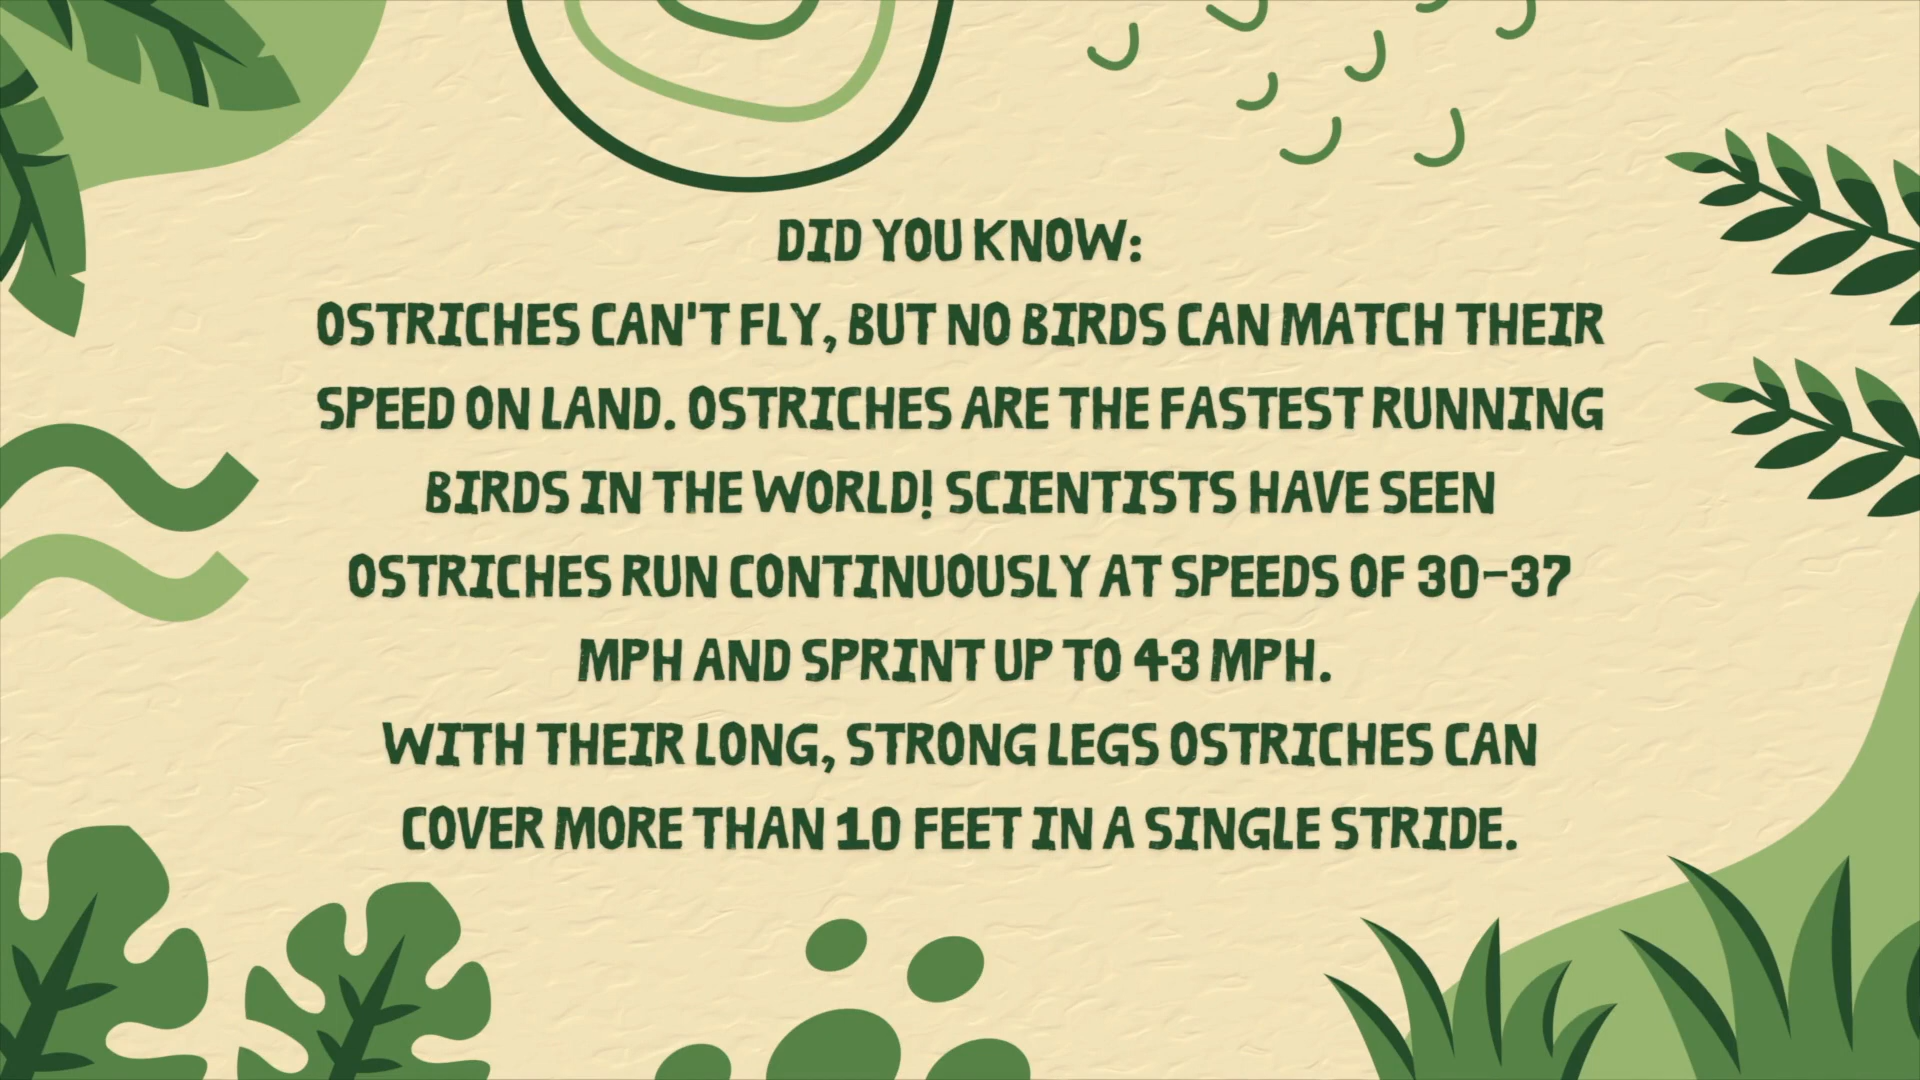 DID YOU KNOW:
OSTRICHES CAN'T FLY, BUT NO BIRDS CAN MATCH THEIR
SPEED ON LAND. OSTRICHES ARE THE FASTEST RUNNING
BIRDS IN THE WORLD! SCIENTISTS HAVE SEEN
OSTRICHES RUN CONTINUOUSLY AT SPEEDS OF 30-37
MPH AND SPRINT UP TO 43 MPH.
WITH THEIR LONG, STRONG LEGS OSTRICHES CAN
COVER MORE THAN 10 FEET IN A SINGLE STRIDE.